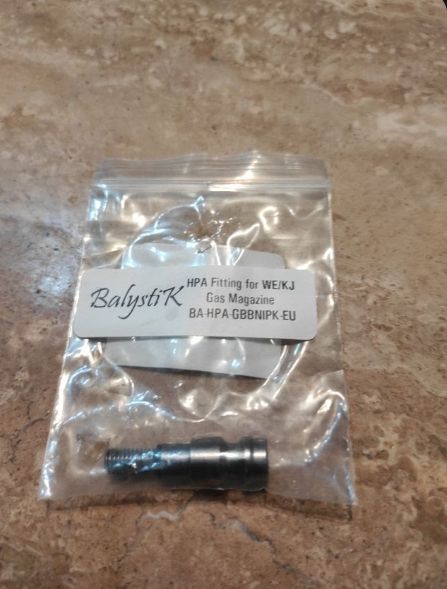 BalystiK
HPA Fitting for WE/KJ
Gas Magazine
BA-HPA-GBBNIPK-EU